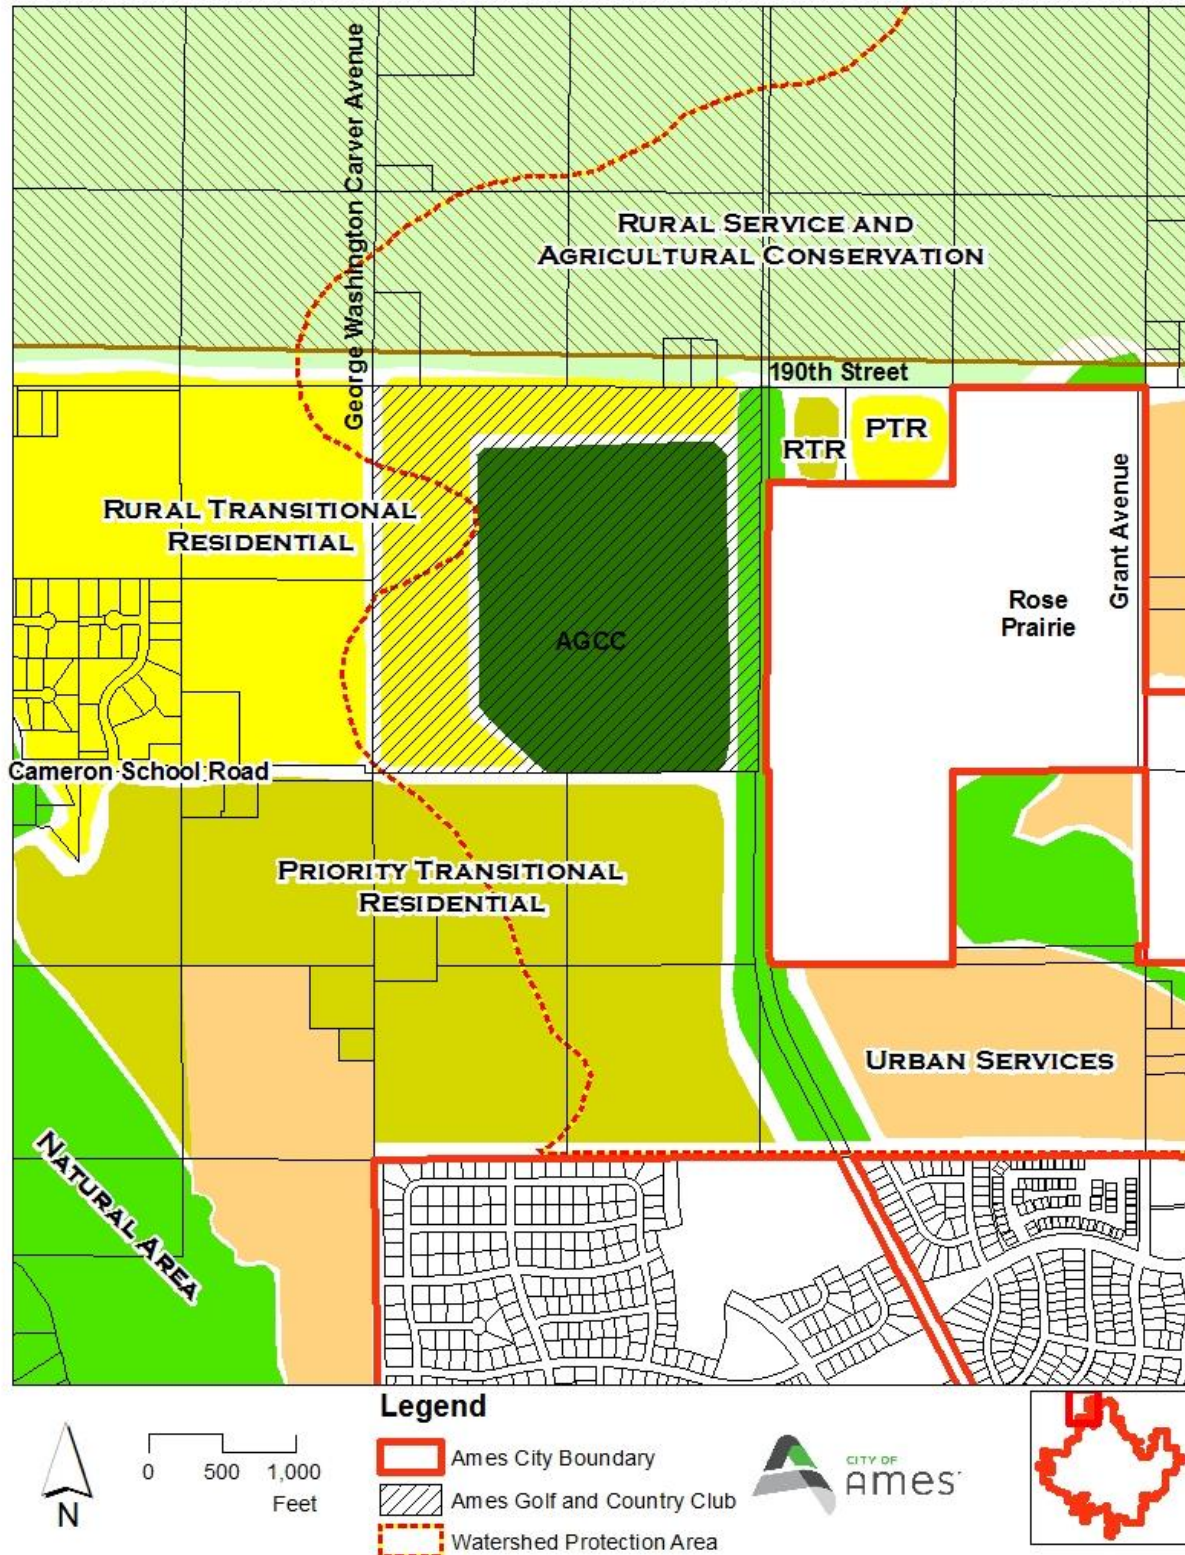 George Washington Carver Avenue
RURAL SERVICE AND
AGRICULTURAL CONSERVATION
190th Street
RTR
PTR
RURAL TRANSITIONAL
RESIDENTIAL
Grant Avenue
Rose
Prairie
AGCC
Cameron School Road
PRIORITY TRANSITIONAL
RESIDENTIAL
URBAN SERVICES
NATURAL AREA
Legend
Ames City Boundary
Ames Golf and Country Club
Watershed Protection Area
0 500 1,000
Feet
N
CITY OF
Ames